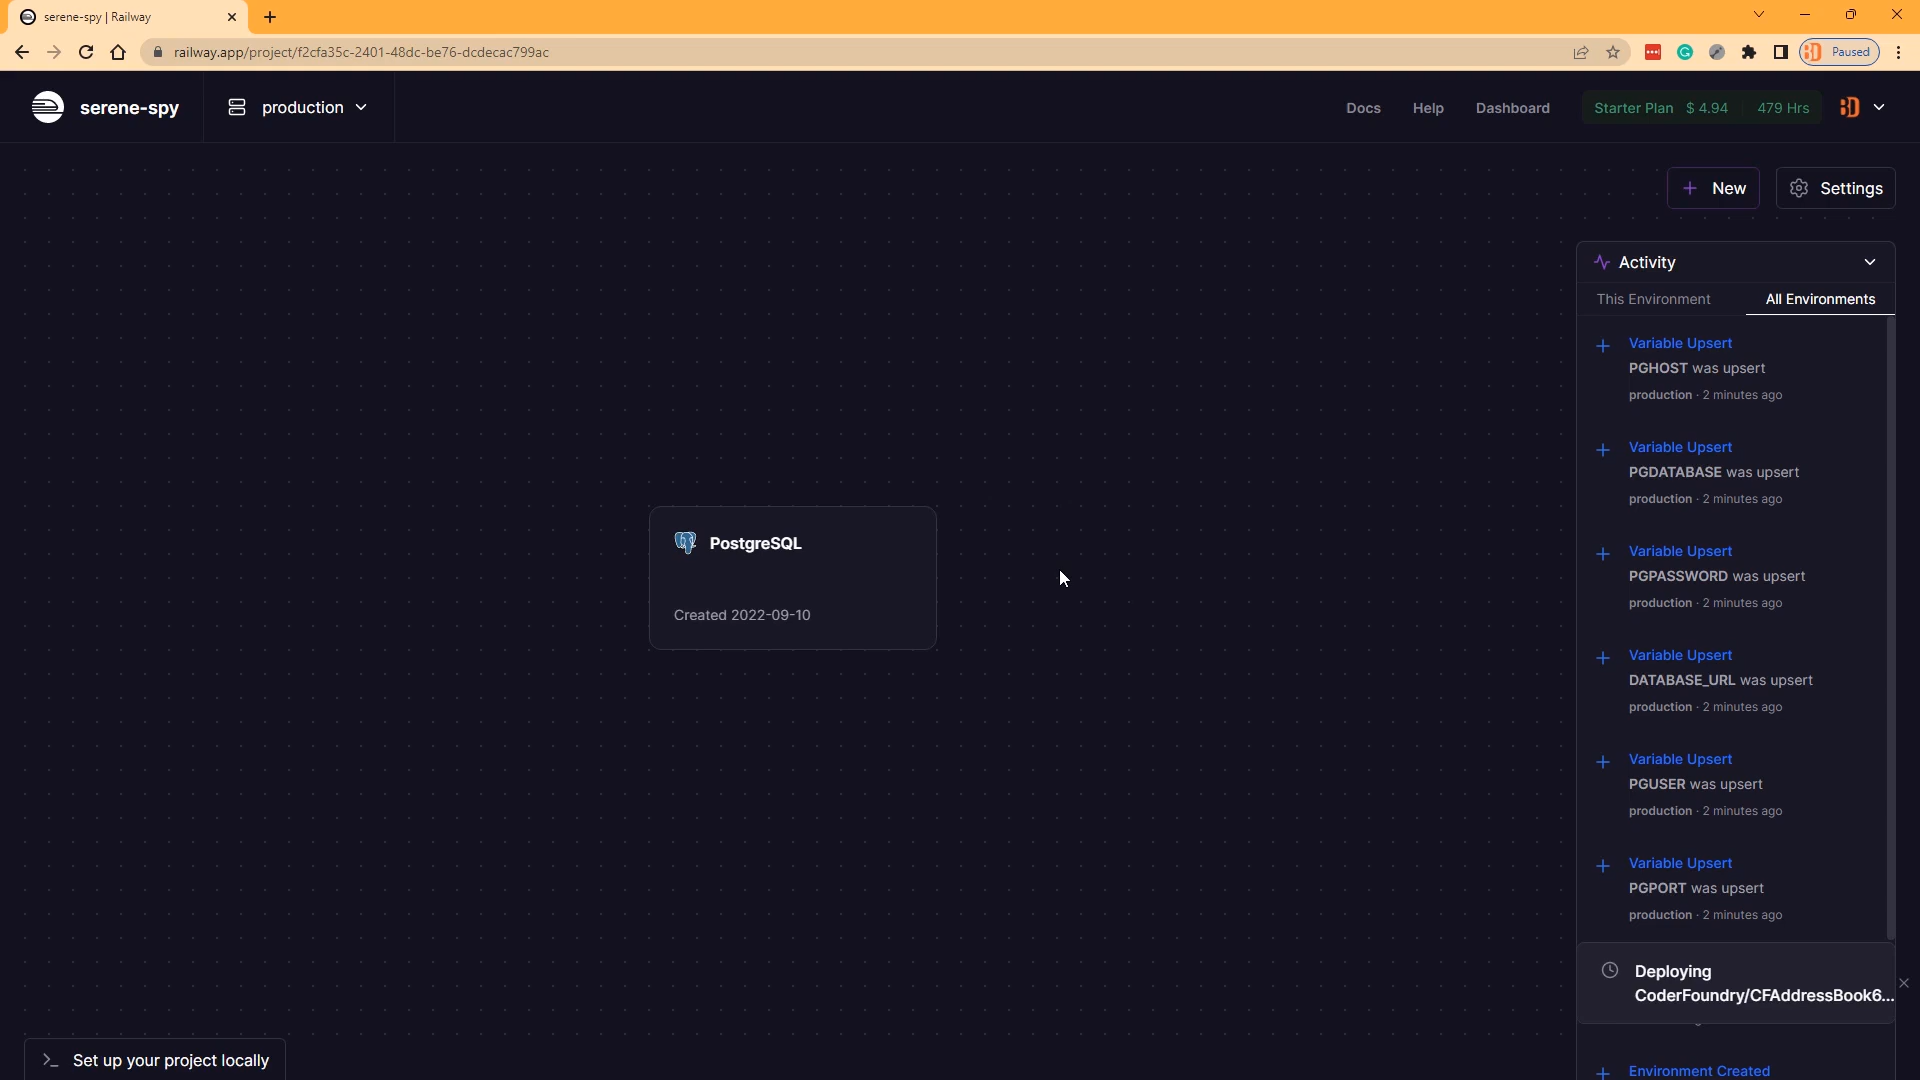 serene-spy | Railway
railway.app/project/f2cfa35c-2401-48dc-be76-dcdecac799ac
Paused
serene-spy
production
Docs
Help
Dashboard
Starter Plan $ 4.94 479 Hrs
New
Settings
Activity
This Environment
All Environments
Variable Upsert
PGHOST was upsert
production · 2 minutes ago
Variable Upsert
PGDATABASE was upsert
production · 2 minutes ago
PostgreSQL
Created 2022-09-10
Variable Upsert
PGPASSWORD was upsert
production · 2 minutes ago
Variable Upsert
DATABASE_URL was upsert
production · 2 minutes ago
Variable Upsert
PGUSER was upsert
production · 2 minutes ago
Variable Upsert
PGPORT was upsert
production · 2 minutes ago
Deploying
CoderFoundry/CFAddressBook6...
>_ Set up your project locally
Environment Created